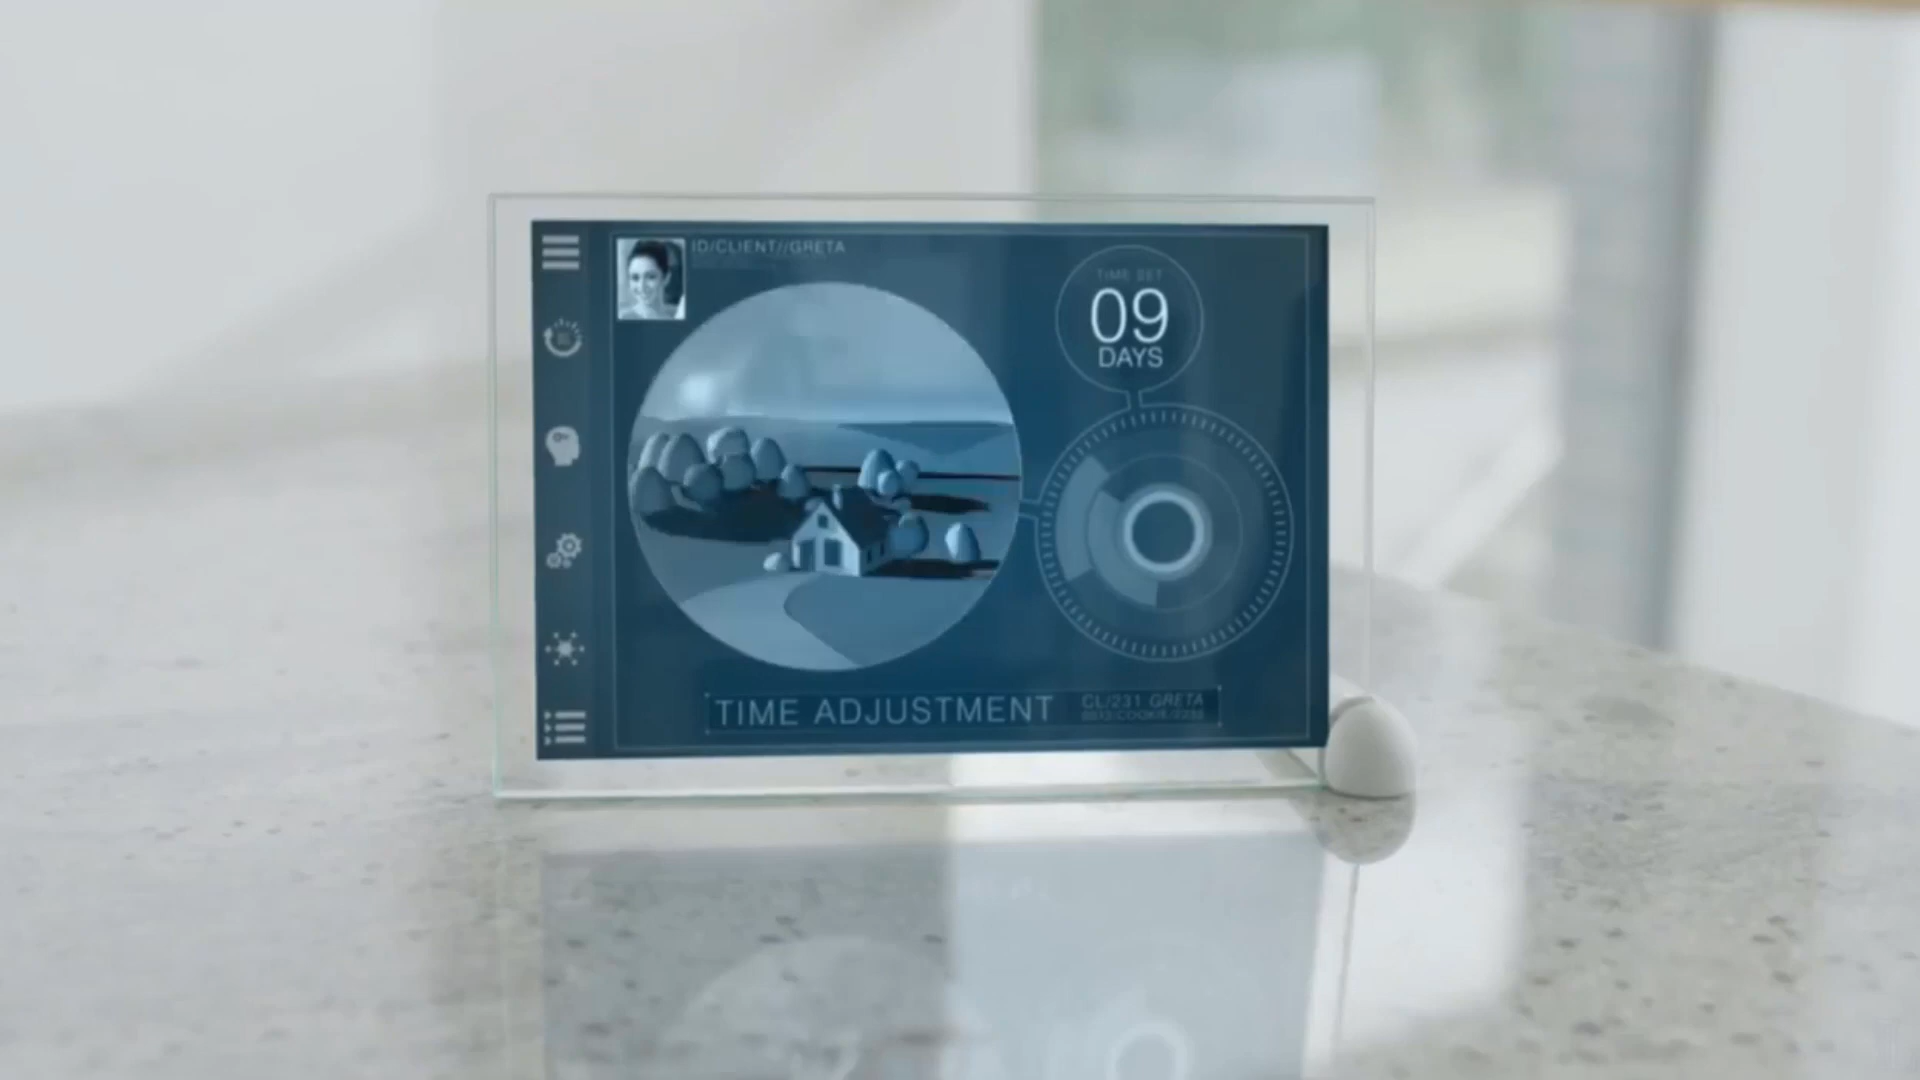 ID/CLIENT//GRETA
TIME SET
09
DAYS
TIME ADJUSTMENT
CL/231 GRETA